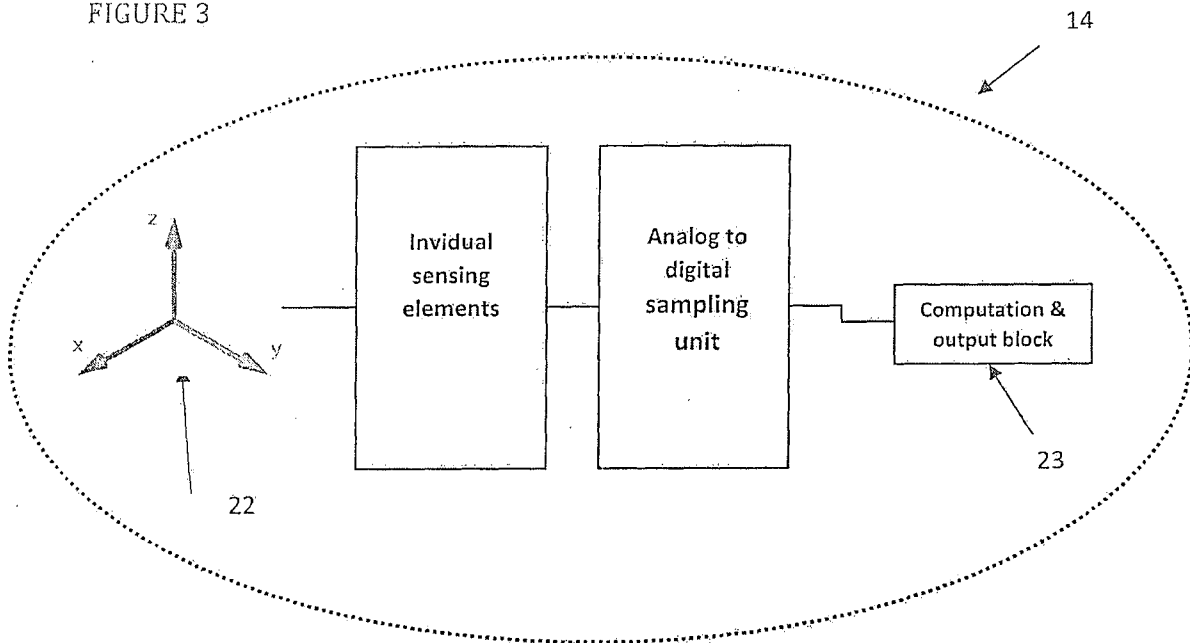 FIGURE 3
14
z
x
y
22
Invidual
sensing
elements
Analog to
digital
sampling
unit
Computation &
output block
23